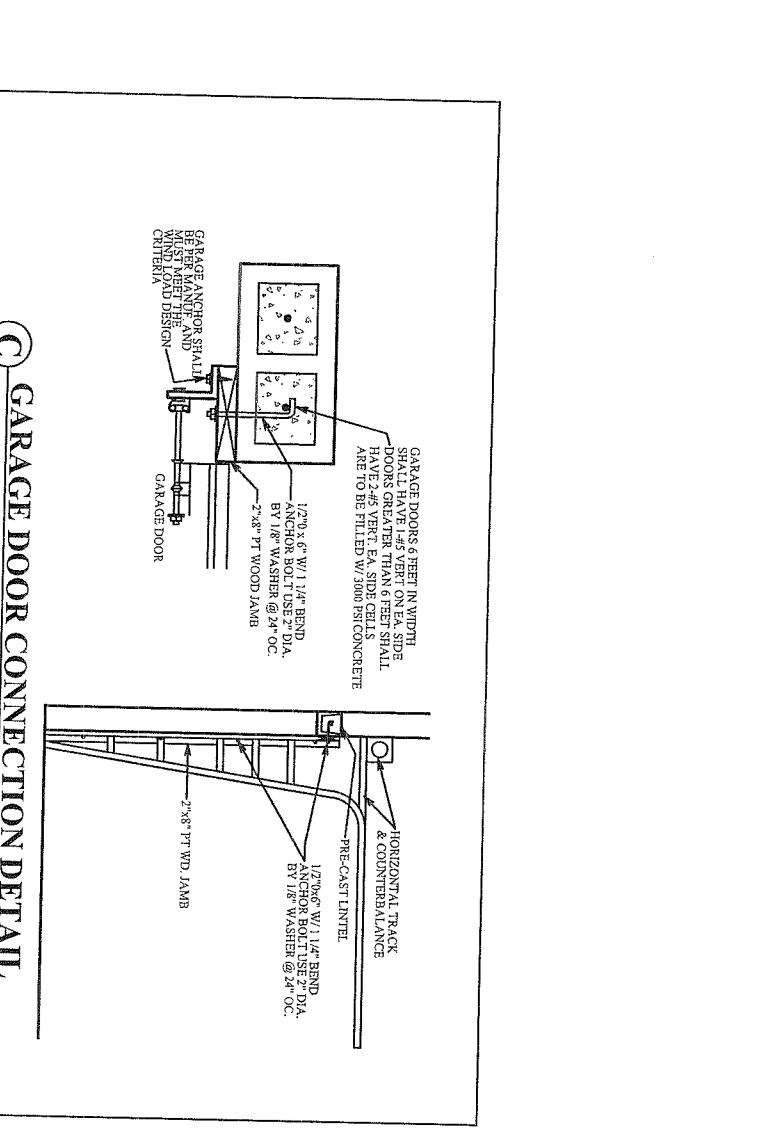 GARAGE DOORS 6 FEET IN WIDTH
SHALL HAVE 1-#5 VERT ON EA. SIDE
DOORS GREATER THAN 6 FEET SHALL
HAVE 2-#5 VERT. EA. SIDE CELLS
ARE TO BE FILLED W/ 3000 PSI CONCRETE
GARAGE ANCHOR SHALL
BE PER MANUF. AND
MUST MEET THE
WIND LOAD DESIGN
CRITERIA
1/2"0 x 6" W/ 1 1/4" BEND
ANCHOR BOLT USE 2" DIA.
BY 1/8" WASHER @ 24" OC.
2"x8" PT WOOD JAMB
GARAGE DOOR
HORIZONTAL TRACK
& COUNTERBALANCE
PRE-CAST LINTEL
1/2"0x6" W/ 1 1/4" BEND
ANCHOR BOLT USE 2" DIA.
BY 1/8" WASHER @ 24" OC.
2"x8" PT WD. JAMB
C GARAGE DOOR CONNECTION DETAIL